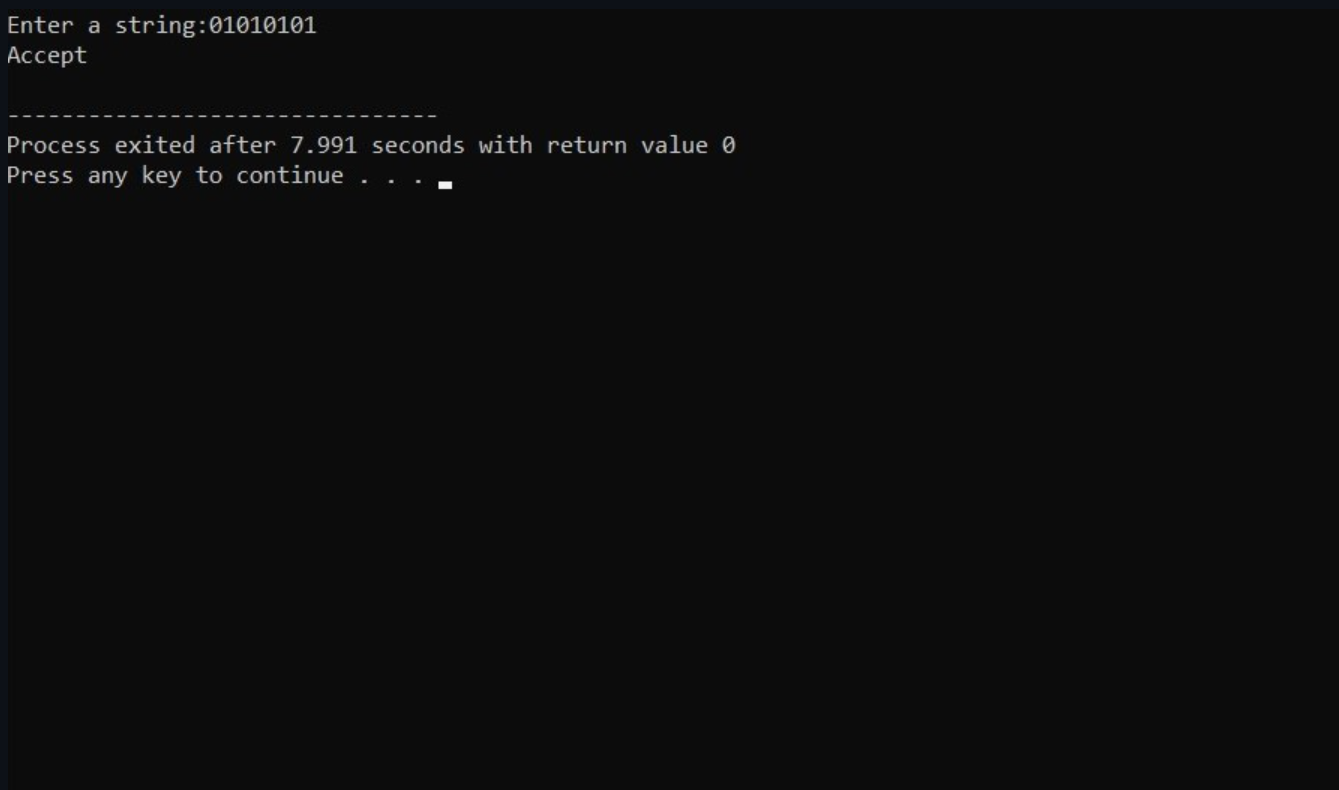 Enter a string:01010101
Accept
--------------------------------
Process exited after 7.991 seconds with return value 0
Press any key to continue . . .